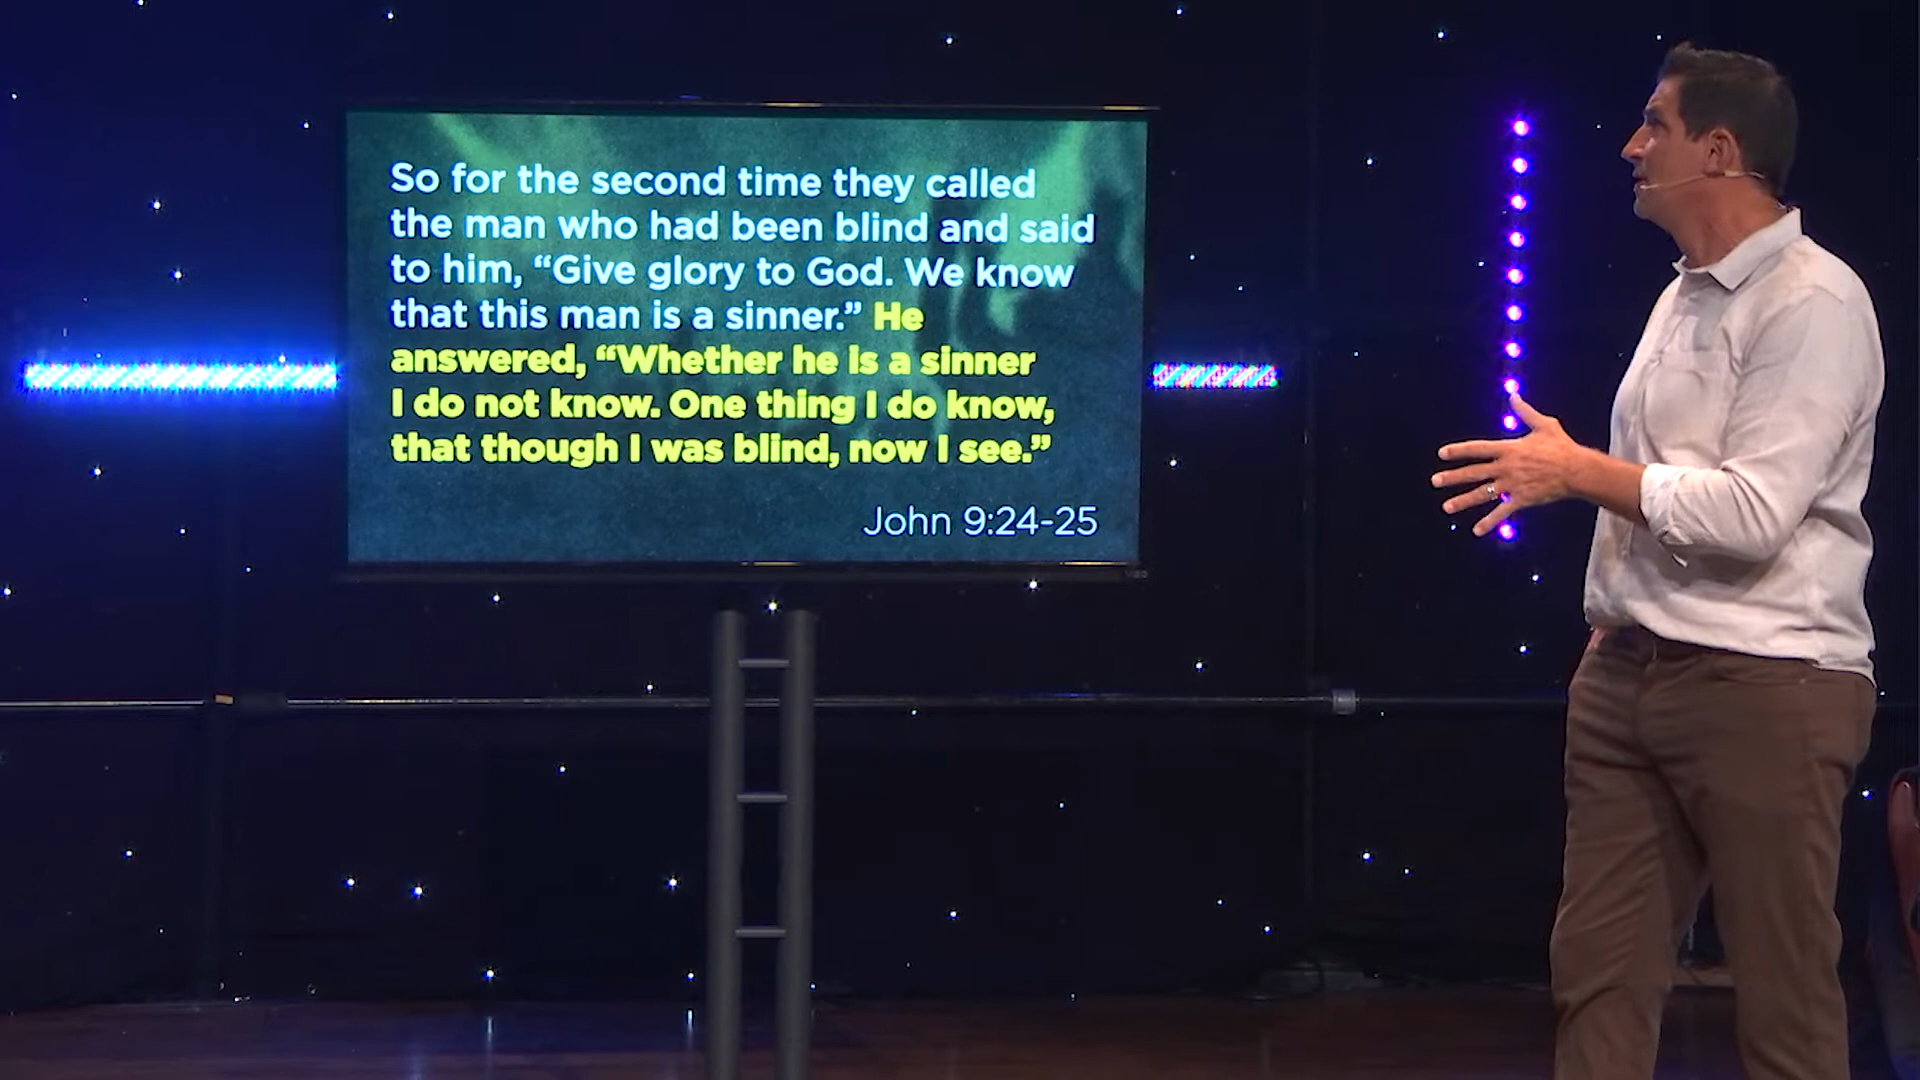 So for the second time they called
the man who had been blind and said
to him, “Give glory to God. We know
that this man is a sinner.” He
answered, “Whether he is a sinner
I do not know. One thing I do know,
that though I was blind, now I see.”
John 9:24-25